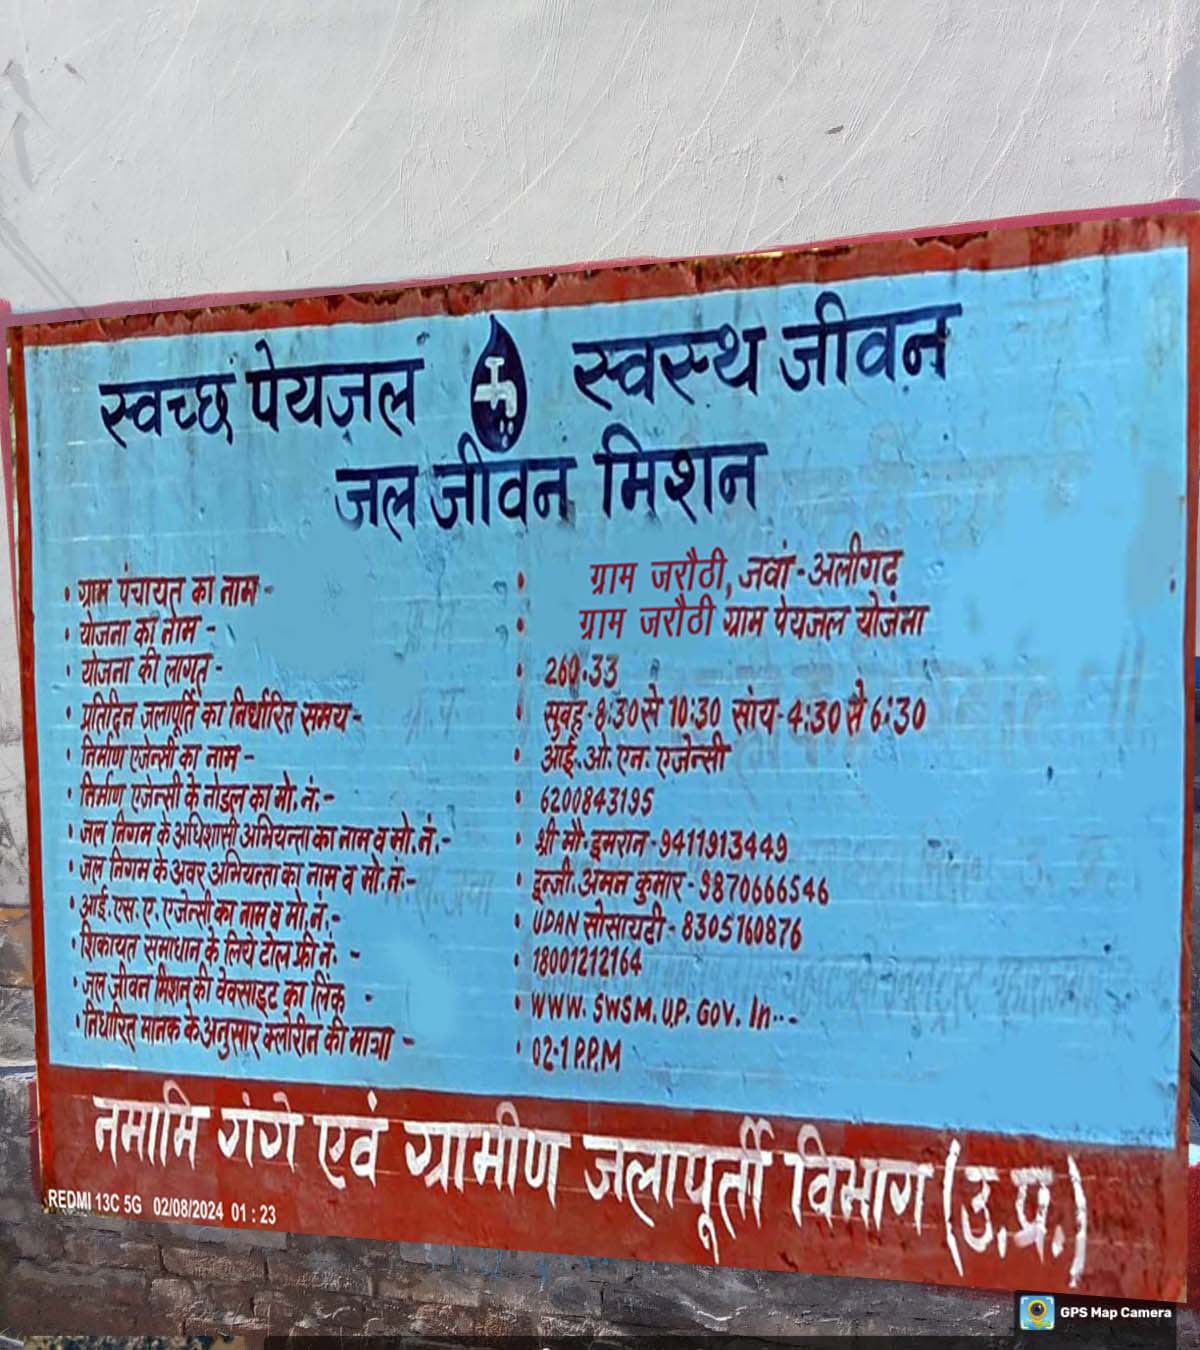 स्वच्छ पेयजल स्वस्थ जीवन
जल जीवन मिशन
• ग्राम पंचायत का नाम - • ग्राम जरौठी, जवां-अलीगढ़
• योजना का नाम - • ग्राम जरौठी ग्राम पेयजल योजना
• योजना की लागत - • 260.33
• प्रतिदिन जलापूर्ति का निर्धारित समय - • सुबह-8:30 से 10:30 सांय-4:30 से 6:30
• निर्माण एजेन्सी का नाम - • आई.ओ.एन. एजेन्सी
• निर्माण एजेन्सी के नोडल का मो.नं.- • 6200843195
• जल निगम के अधिशासी अभियन्ता का नाम व मो.नं.- • श्री मौ-इमरान-9411913449
• जल निगम के अवर अभियन्ता का नाम व मो.नं.- • इन्जी.अमन कुमार-9870666546
• आई.एस.ए.एजेन्सी का नाम व मो.नं.- • UDAN सोसायटी-8305160876
• शिकायत समाधान के लिये टोल फ्री नं. - • 18001212164
• जल जीवन मिशन की वेक्साइट का लिंक - • WWW.SWSM.U.P.GOV.In--
• निर्धारित मानक के अनुसार क्लोरीन की मात्रा - • 02-1 P.P.M
नमामि गंगे एवं ग्रामीण जलापूर्ती विभाग (उ.प्र.)
REDMI 13C 5G 02/08/2024 01 : 23
GPS Map Camera